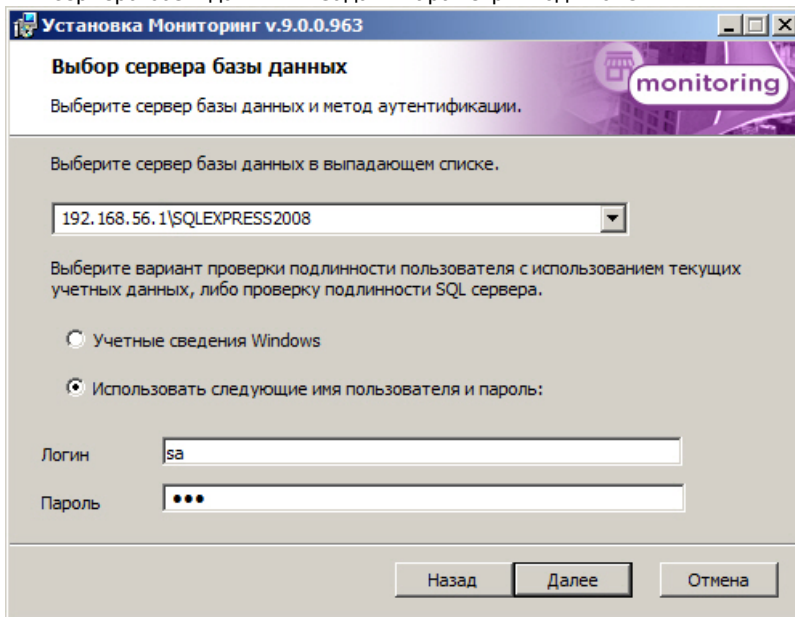 Установка Мониторинг v.9.0.0.963
Выбор сервера базы данных
monitoring
Выберите сервер базы данных и метод аутентификации.
Выберите сервер базы данных в выпадающем списке.
192.168.56.1\SQLEXPRESS2008
Выберите вариант проверки подлинности пользователя с использованием текущих
учетных данных, либо проверку подлинности SQL сервера.
Учетные сведения Windows
Использовать следующие имя пользователя и пароль:
Логин sa
Пароль •••
Назад Далее Отмена